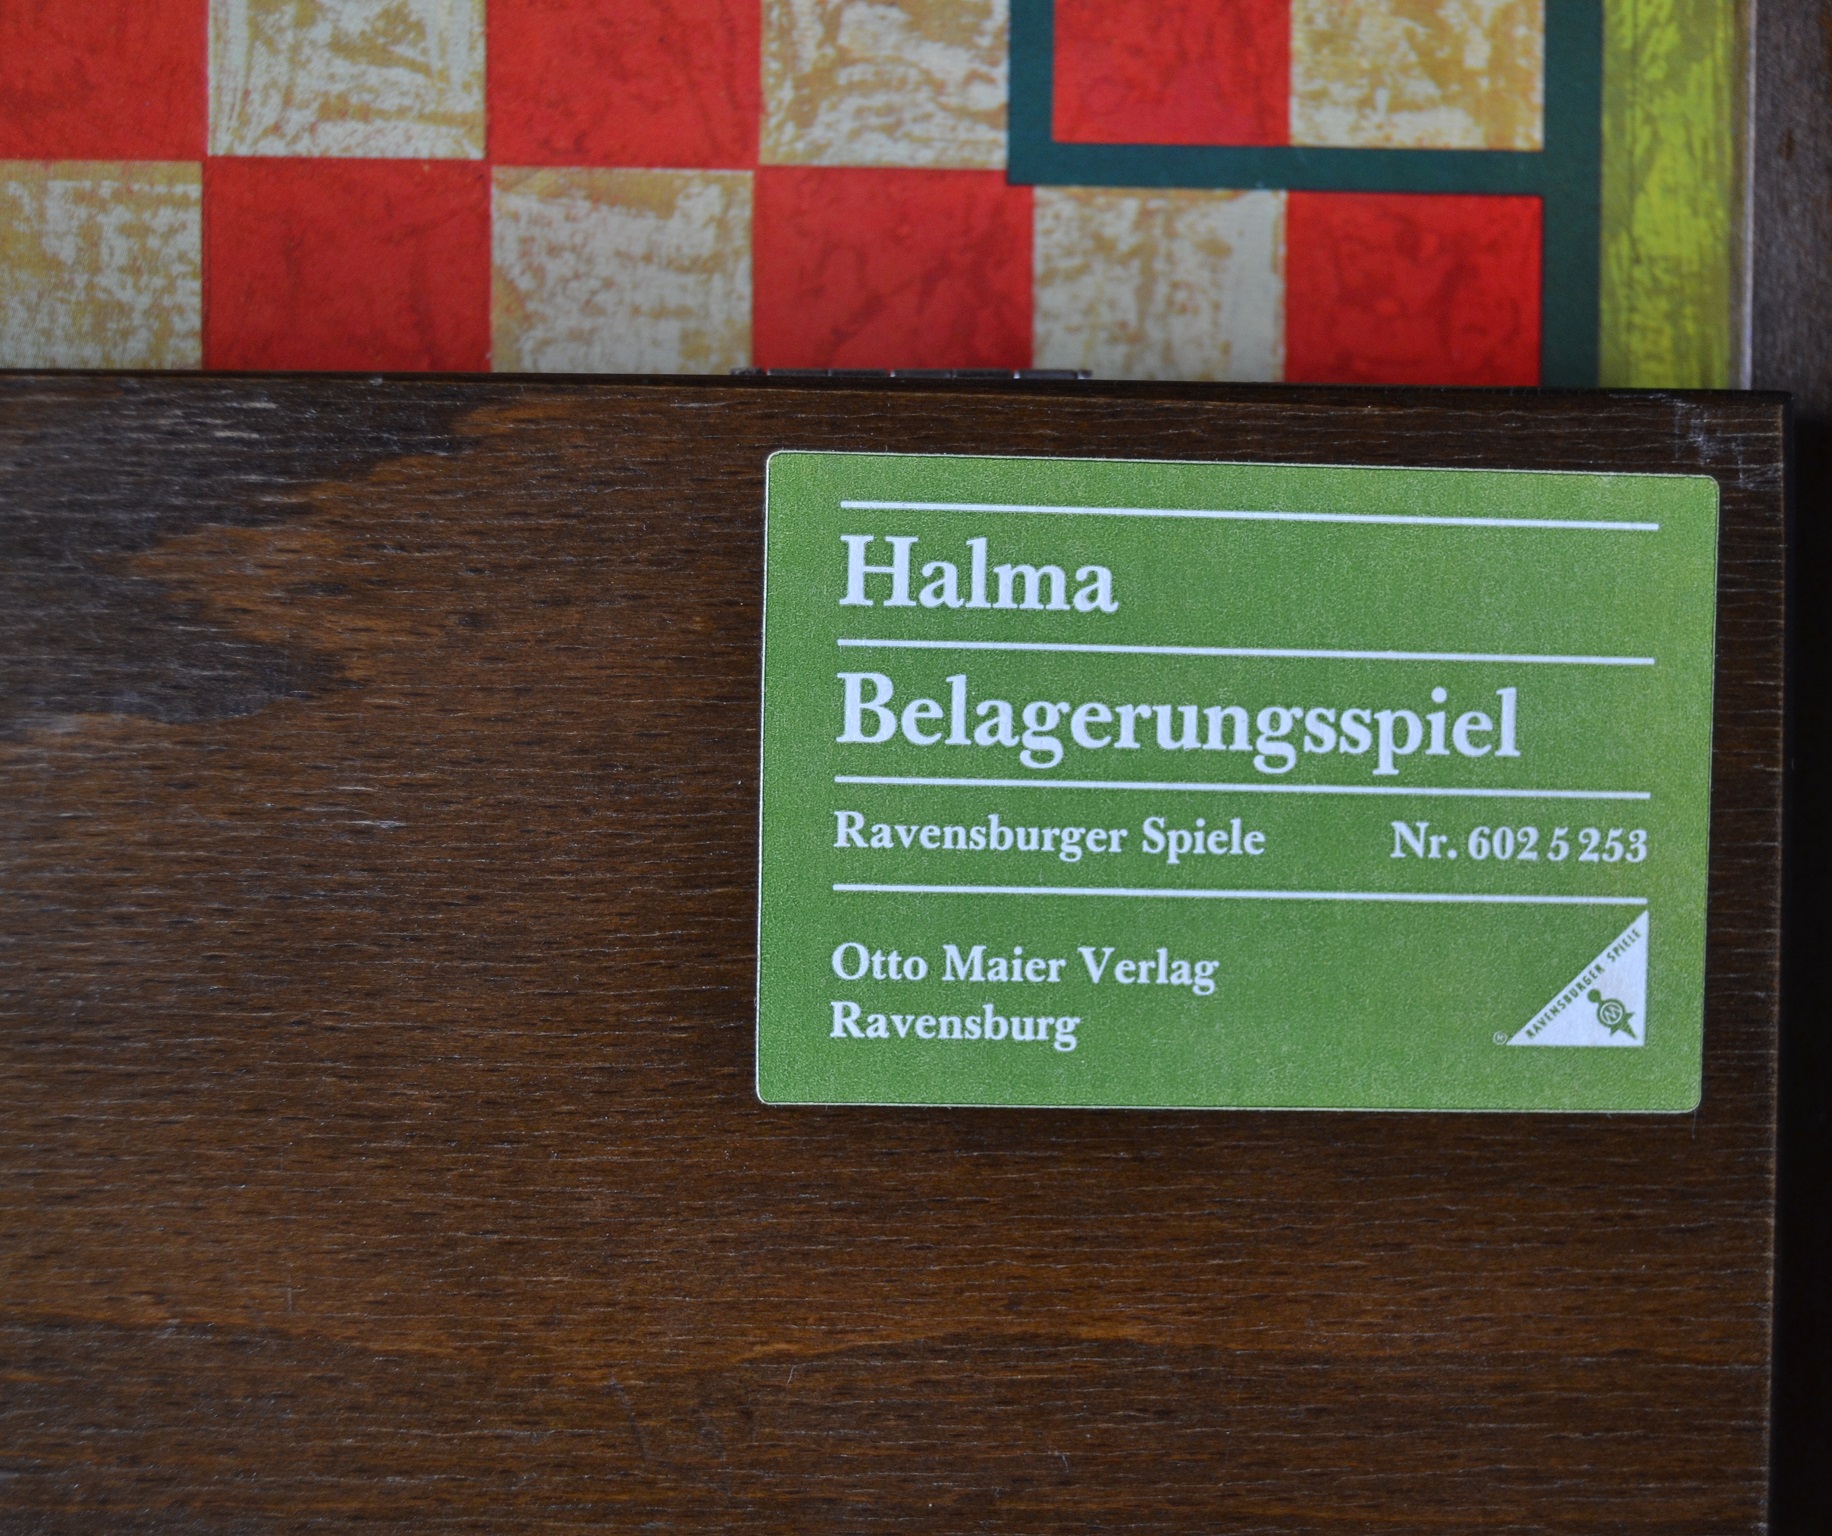 Halma
Belagerungsspiel
Ravensburger Spiele Nr. 602 5 253
Otto Maier Verlag
Ravensburg
RAVENSBURGER SPIELE
®